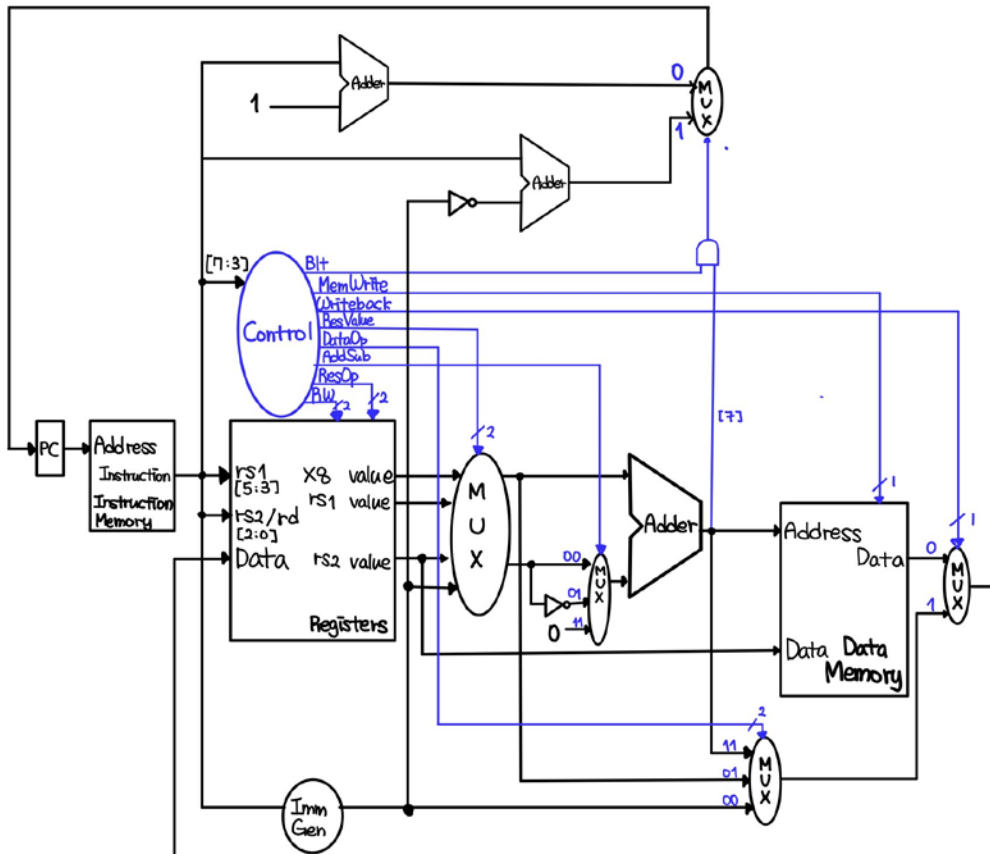 Adder
1
0
1
MUX
Adder
[7:3]
Control
Blt
MemWrite
Writeback
ResValue
DataOp
AddSub
ResOp
RW
2
2
2
[7]
1
1
PC
Address
Instruction
Instruction Memory
rs1
[5:3]
rs2/rd
[2:0]
Data
X8 value
rs1 value
rs2 value
Registers
MUX
00
01
11
0
MUX
Adder
Address
Data
Data
Data Memory
0
1
MUX
2
11
01
00
MUX
Imm Gen